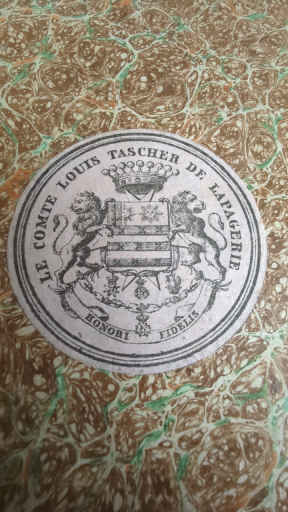 LE COMTE LOUIS TASCHER DE LAPAGERIE
HONORI FIDELIS